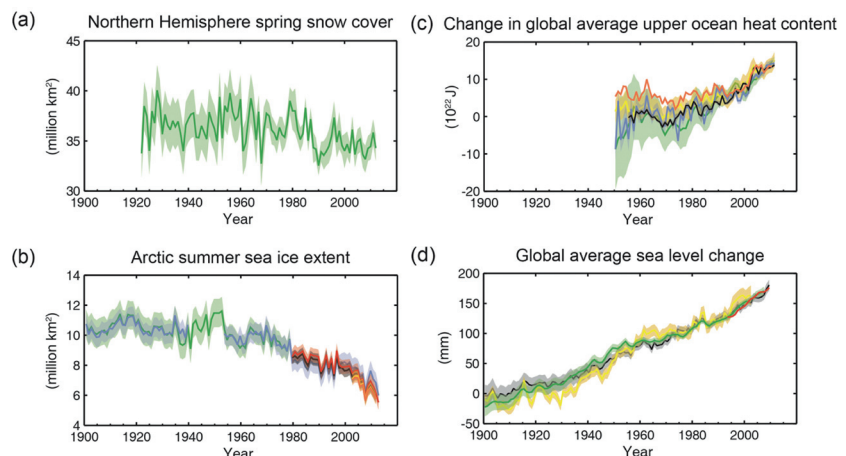 (a) Northern Hemisphere spring snow cover
45
40
35
30
(million km²)
1900 1920 1940 1960 1980 2000
Year
(c) Change in global average upper ocean heat content
20
10
0
-10
-20
(10²² J)
1900 1920 1940 1960 1980 2000
Year
(b) Arctic summer sea ice extent
14
12
10
8
6
4
(million km²)
1900 1920 1940 1960 1980 2000
Year
(d) Global average sea level change
200
150
100
50
0
-50
(mm)
1900 1920 1940 1960 1980 2000
Year